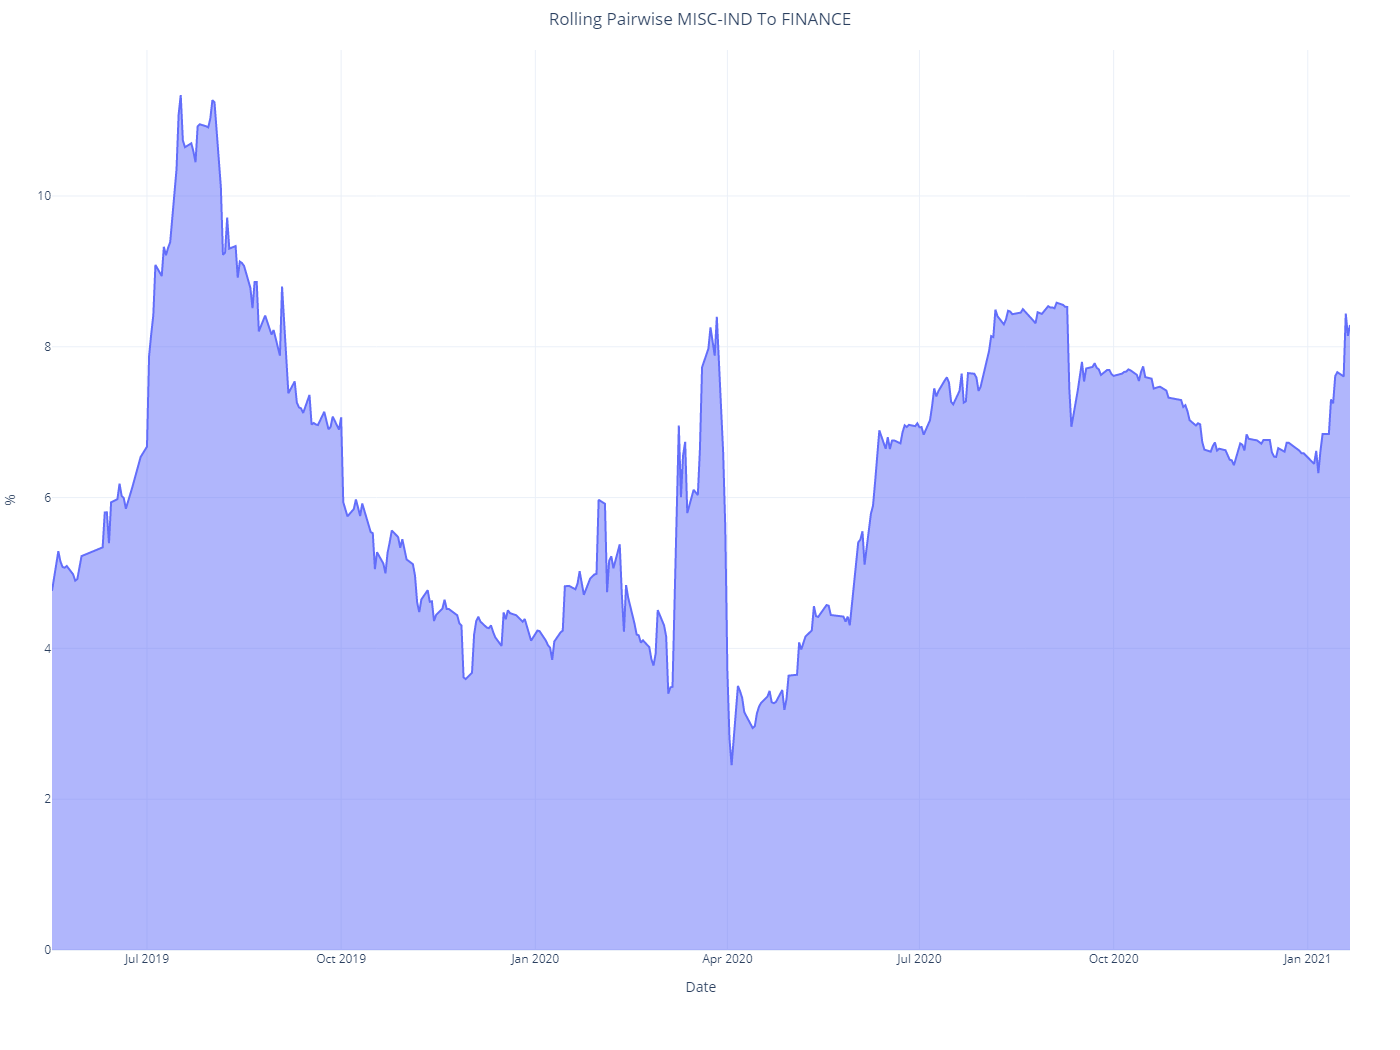 Rolling Pairwise MISC-IND To FINANCE
10
8
6
4
2
0
%
Jul 2019
Oct 2019
Jan 2020
Apr 2020
Jul 2020
Oct 2020
Jan 2021
Date